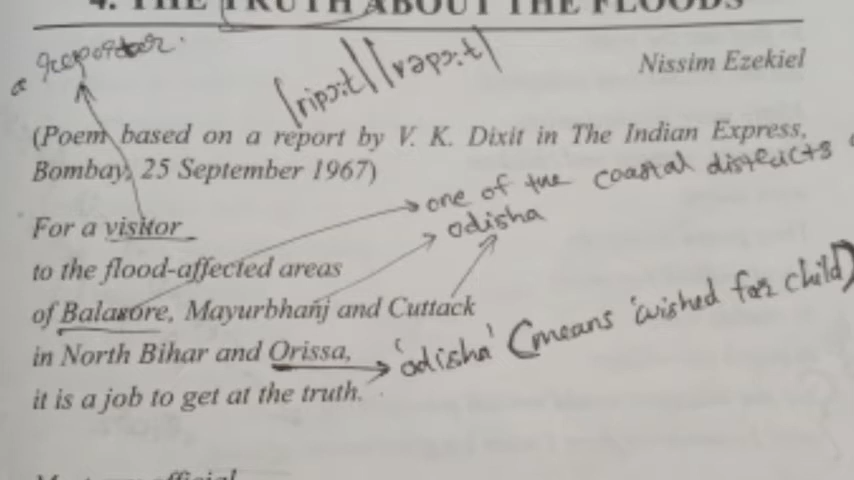 4. THE TRUTH ABOUT THE FLOODS
a reporter.
/ripɔ:t/ /rəpɔ:t/
Nissim Ezekiel
(Poem based on a report by V. K. Dixit in The Indian Express,
Bombay, 25 September 1967)
one of the coastal districts
For a visitor
odisha
to the flood-affected areas
of Balasore, Mayurbhanj and Cuttack
in North Bihar and Orissa,
'odisha' (means 'wished for child)
it is a job to get at the truth.
official